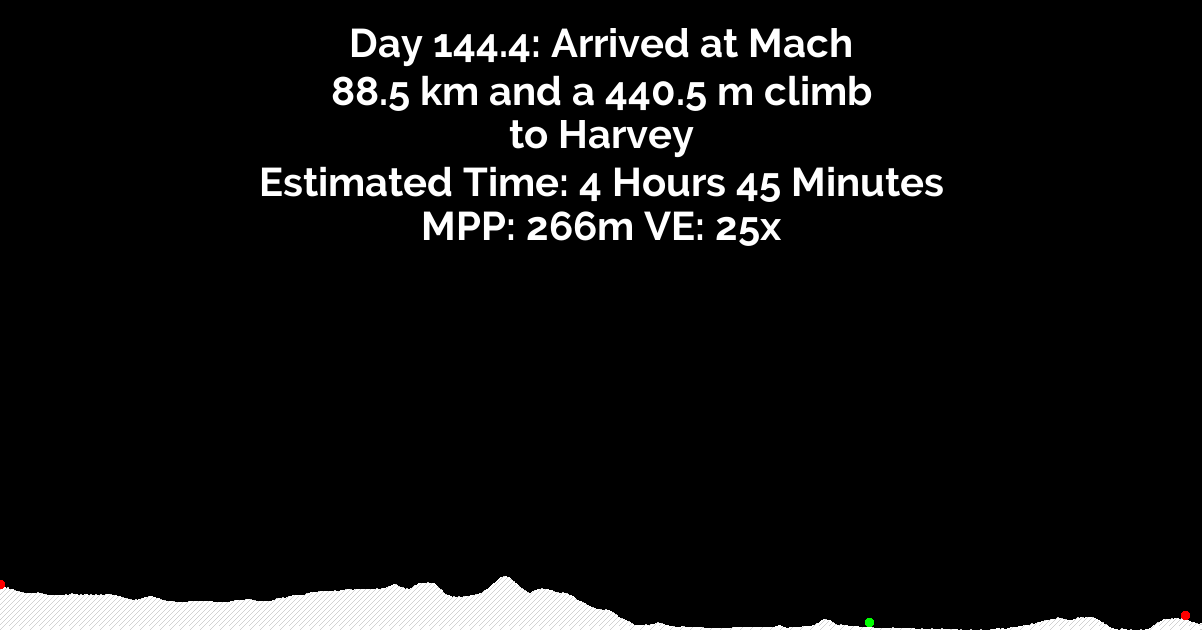 Day 144.4: Arrived at Mach
88.5 km and a 440.5 m climb
to Harvey
Estimated Time: 4 Hours 45 Minutes
MPP: 266m VE: 25x